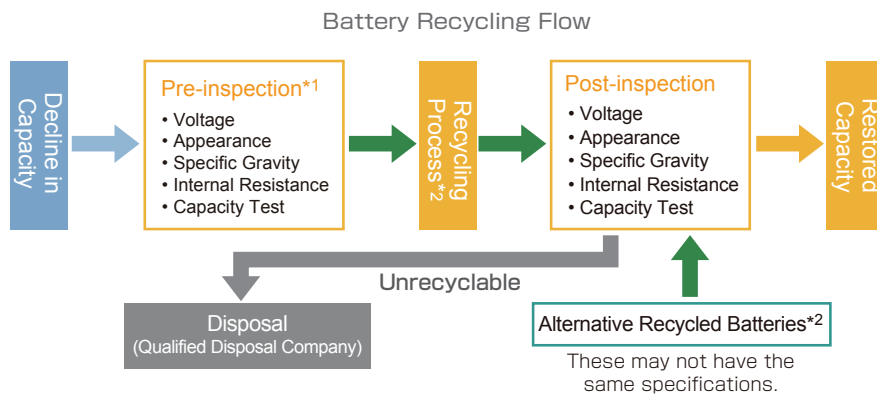 Battery Recycling Flow
Decline in
Capacity
Pre-inspection*1
• Voltage
• Appearance
• Specific Gravity
• Internal Resistance
• Capacity Test
Recycling
Process*2
Post-inspection
• Voltage
• Appearance
• Specific Gravity
• Internal Resistance
• Capacity Test
Restored
Capacity
Unrecyclable
Disposal
(Qualified Disposal Company)
Alternative Recycled Batteries*2
These may not have the
same specifications.